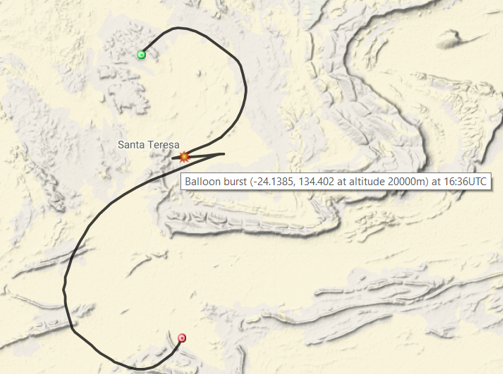 Santa Teresa
Balloon burst (-24.1385, 134.402 at altitude 20000m) at 16:36UTC